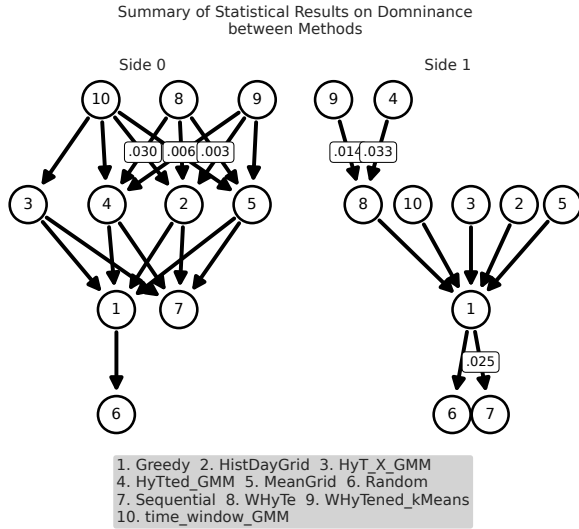 Summary of Statistical Results on Domninance
between Methods
Side 0
Side 1
10 8 9 9 4
.030 .006 .003 .014 .033
3 4 2 5 8 10 3 2 5
1 7 1
.025
6 6 7
1. Greedy 2. HistDayGrid 3. HyT_X_GMM
4. HyTted_GMM 5. MeanGrid 6. Random
7. Sequential 8. WHyTe 9. WHyTened_kMeans
10. time_window_GMM